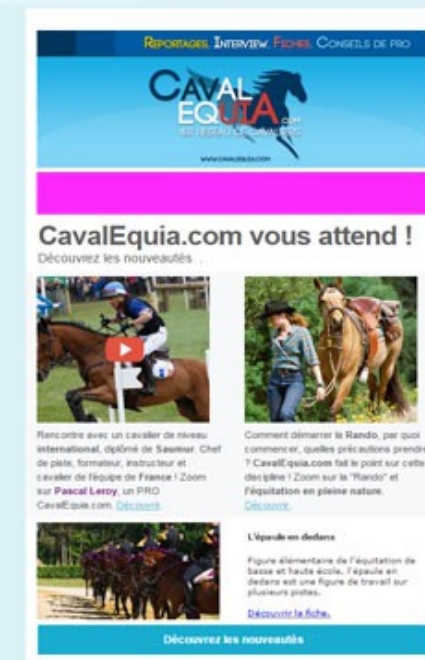 REPORTAGES. INTERVIEW. FICHES. CONSEILS DE PRO
CAVAL
EQUIA
.COM
WWW.CAVALEQUIA.COM
CavalEquia.com vous attend !
Découvrez les nouveautés .
Rencontre avec un cavalier de niveau
international, diplômé de Saumur. Chef
de piste, formateur, instructeur et
cavalier de l'équipe de France ! Zoom
sur Pascal Leroy, un PRO
CavalEquia.com. Découvrir.
Comment démarrer la Rando, par quoi
commencer, quelles précautions prendre
? CavalEquia.com fait le point sur cette
discipline ! Zoom sur la "Rando" et
l'équitation en pleine nature.
Découvrir.
L'épaule en dedans
Figure élémentaire de l'équitation de
basse et haute école, l'épaule en
dedans est une figure de travail sur
plusieurs pistes.
Découvrir la fiche.
Découvrez les nouveautés